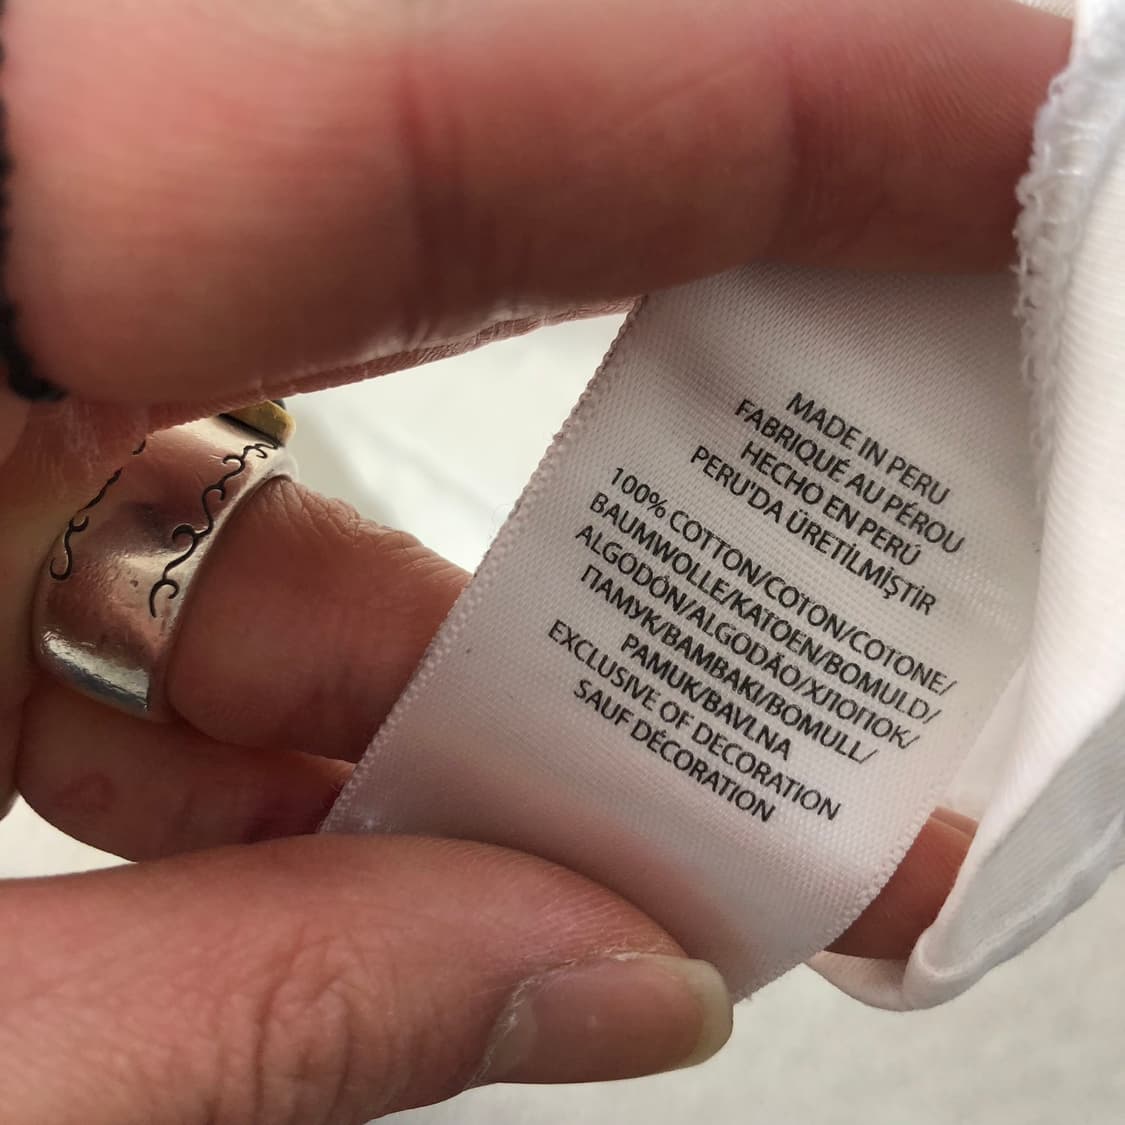 MADE IN PERU
FABRIQUÉ AU PÉROU
HECHO EN PERÚ
PERU'DA ÜRETİLMİŞTİR
100% COTTON/COTON/COTONE/
BAUMWOLLE/KATOEN/BOMULD/
ALGODÓN/ALGODÃO/ХЛОПОК/
ПАМУК/BAMBAKI/BOMULL/
PAMUK/BAVLNA
EXCLUSIVE OF DECORATION
SAUF DÉCORATION